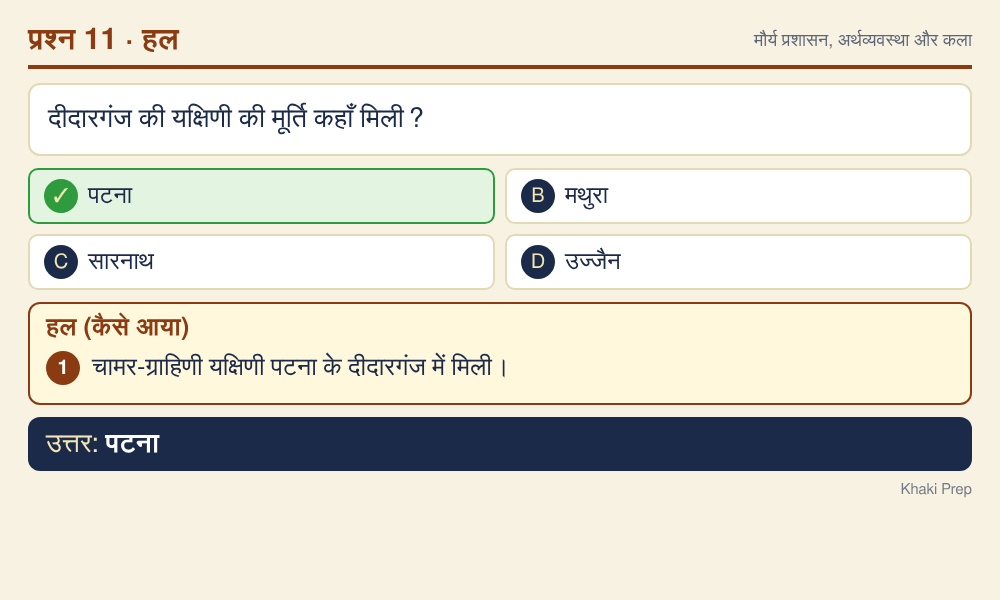 प्रश्न 11 · हल
मौर्य प्रशासन, अर्थव्यवस्था और कला
दीदारगंज की यक्षिणी की मूर्ति कहाँ मिली ?
✓ पटना
B मथुरा
C सारनाथ
D उज्जैन
हल (कैसे आया)
1 चामर-ग्राहिणी यक्षिणी पटना के दीदारगंज में मिली।
उत्तर: पटना
Khaki Prep